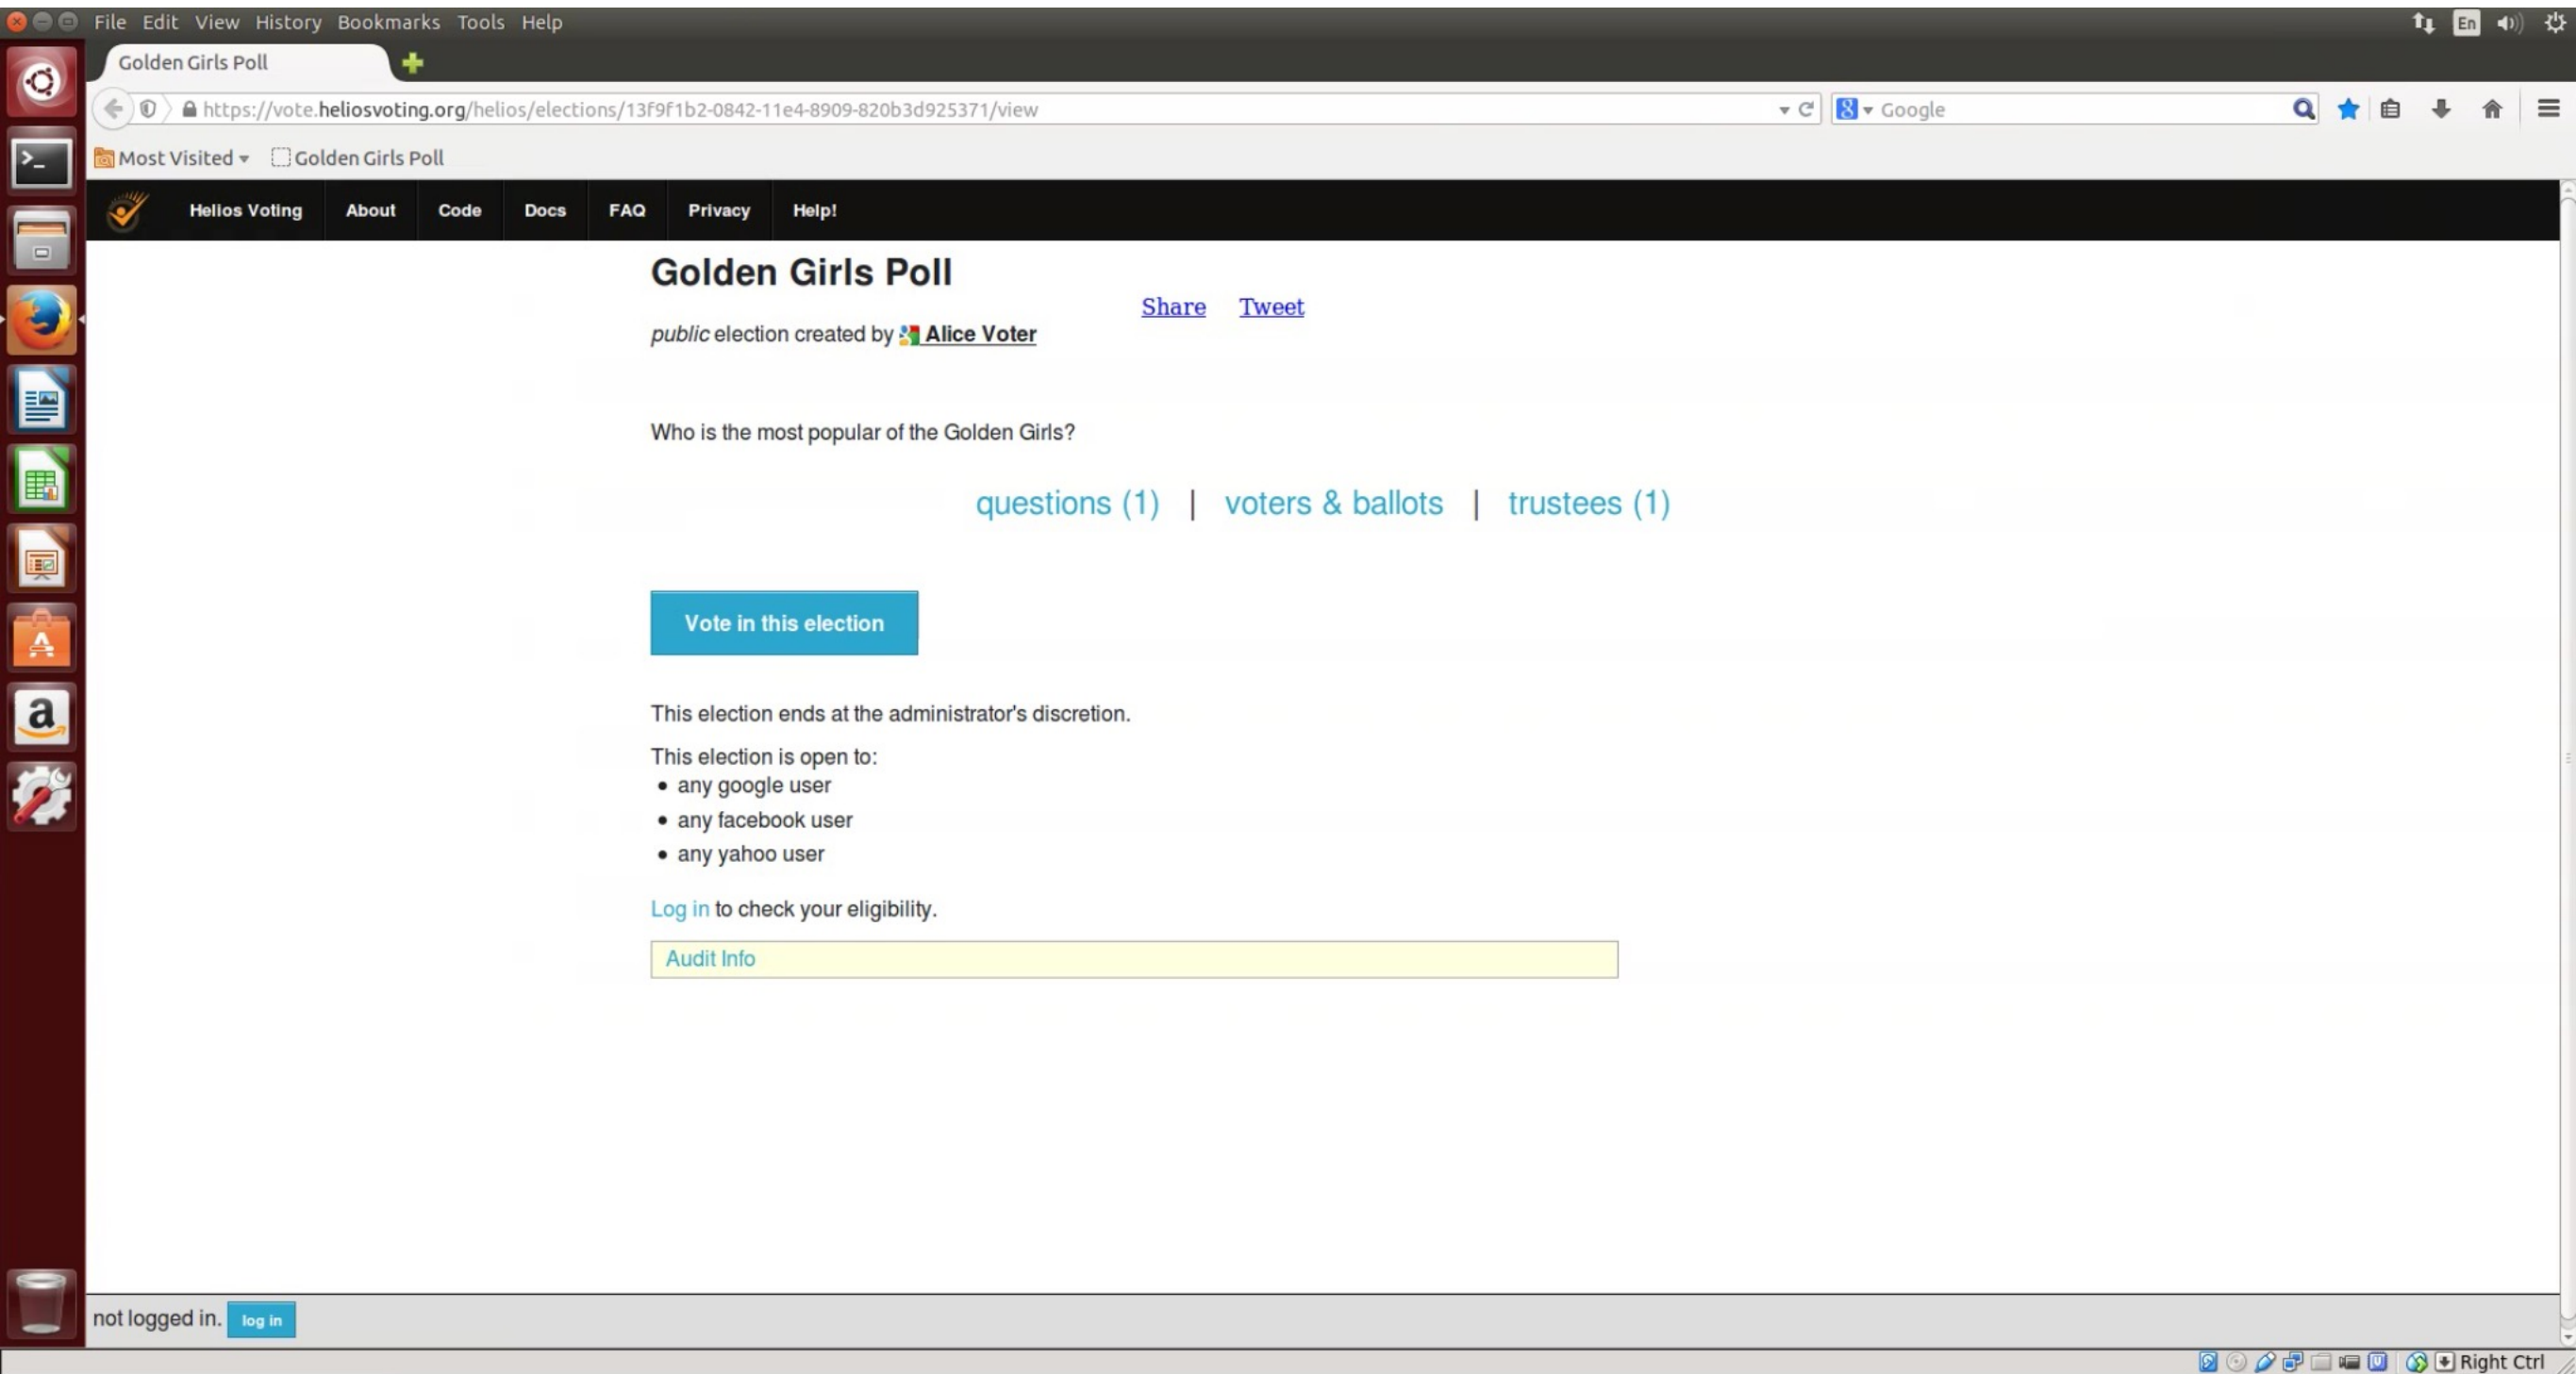 File Edit View History Bookmarks Tools Help
En
Golden Girls Poll
https://vote.heliosvoting.org/helios/elections/13f9f1b2-0842-11e4-8909-820b3d925371/view
8 Google
Most Visited Golden Girls Poll
Helios Voting About Code Docs FAQ Privacy Help!
Golden Girls Poll
Share Tweet
public election created by Alice Voter
Who is the most popular of the Golden Girls?
questions (1) | voters & ballots | trustees (1)
Vote in this election
This election ends at the administrator's discretion.
This election is open to:
• any google user
• any facebook user
• any yahoo user
Log in to check your eligibility.
Audit Info
not logged in. log in
Right Ctrl